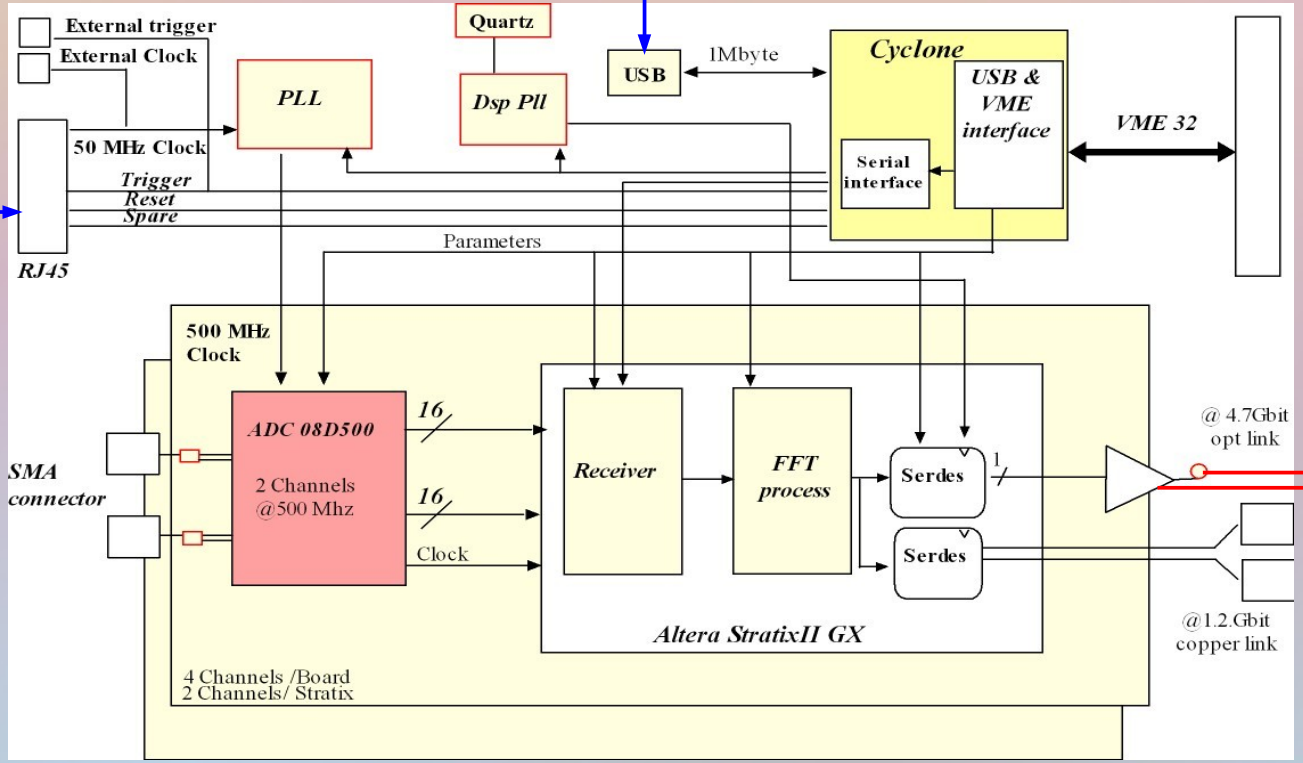 External trigger
External Clock
Quartz
PLL
Dsp Pll
USB
1Mbyte
Cyclone
USB &
VME
interface
VME 32
50 MHz Clock
Trigger
Reset
Spare
Serial
interface
RJ45
Parameters
500 MHz
Clock
ADC 08D500
2 Channels
@500 Mhz
16
16
Clock
SMA
connector
Receiver
FFT
process
Serdes
1
Serdes
@ 4.7Gbit
opt link
@1.2.Gbit
copper link
Altera StratixII GX
4 Channels /Board
2 Channels/ Stratix